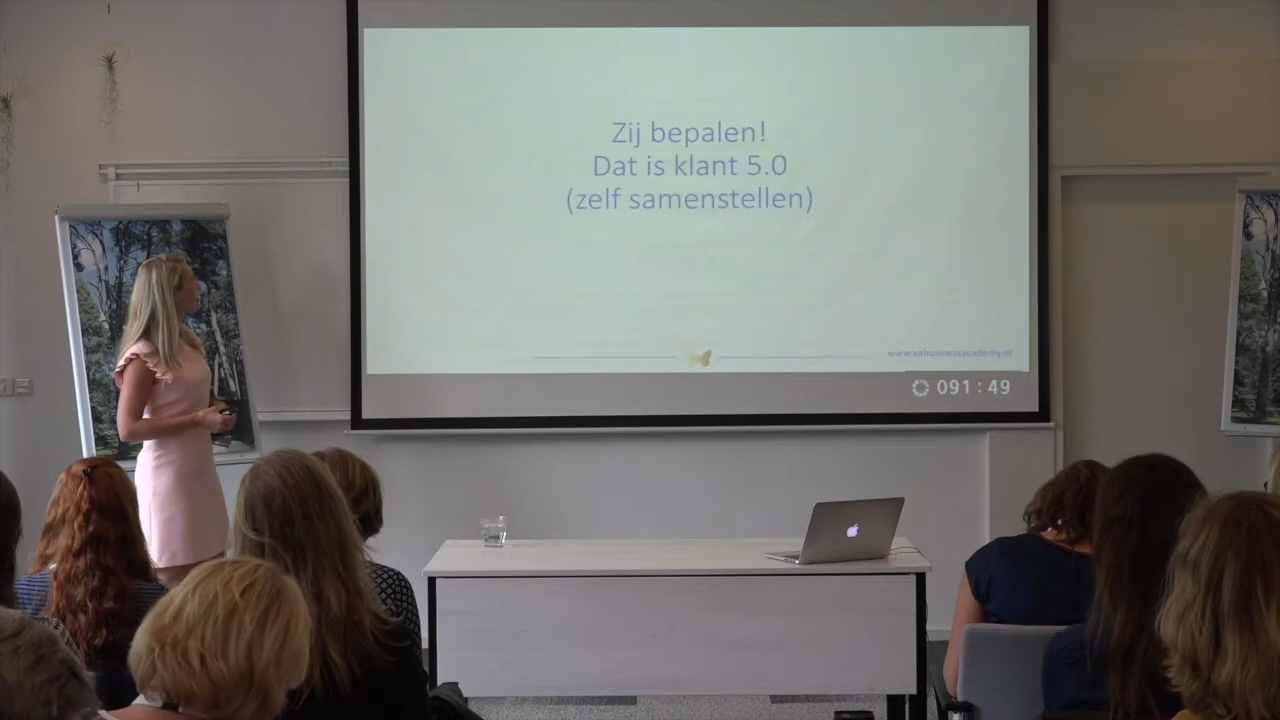 Zij bepalen!
Dat is klant 5.0
(zelf samenstellen)
www.vabusinessacademy.nl
091:49